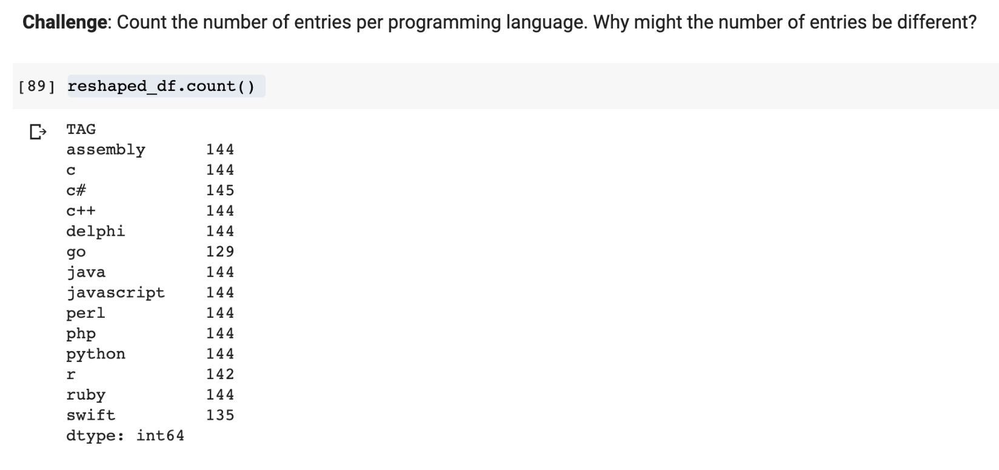 Challenge: Count the number of entries per programming language. Why might the number of entries be different?
[89] reshaped_df.count()
TAG
assembly 144
c 144
c# 145
c++ 144
delphi 144
go 129
java 144
javascript 144
perl 144
php 144
python 144
r 142
ruby 144
swift 135
dtype: int64